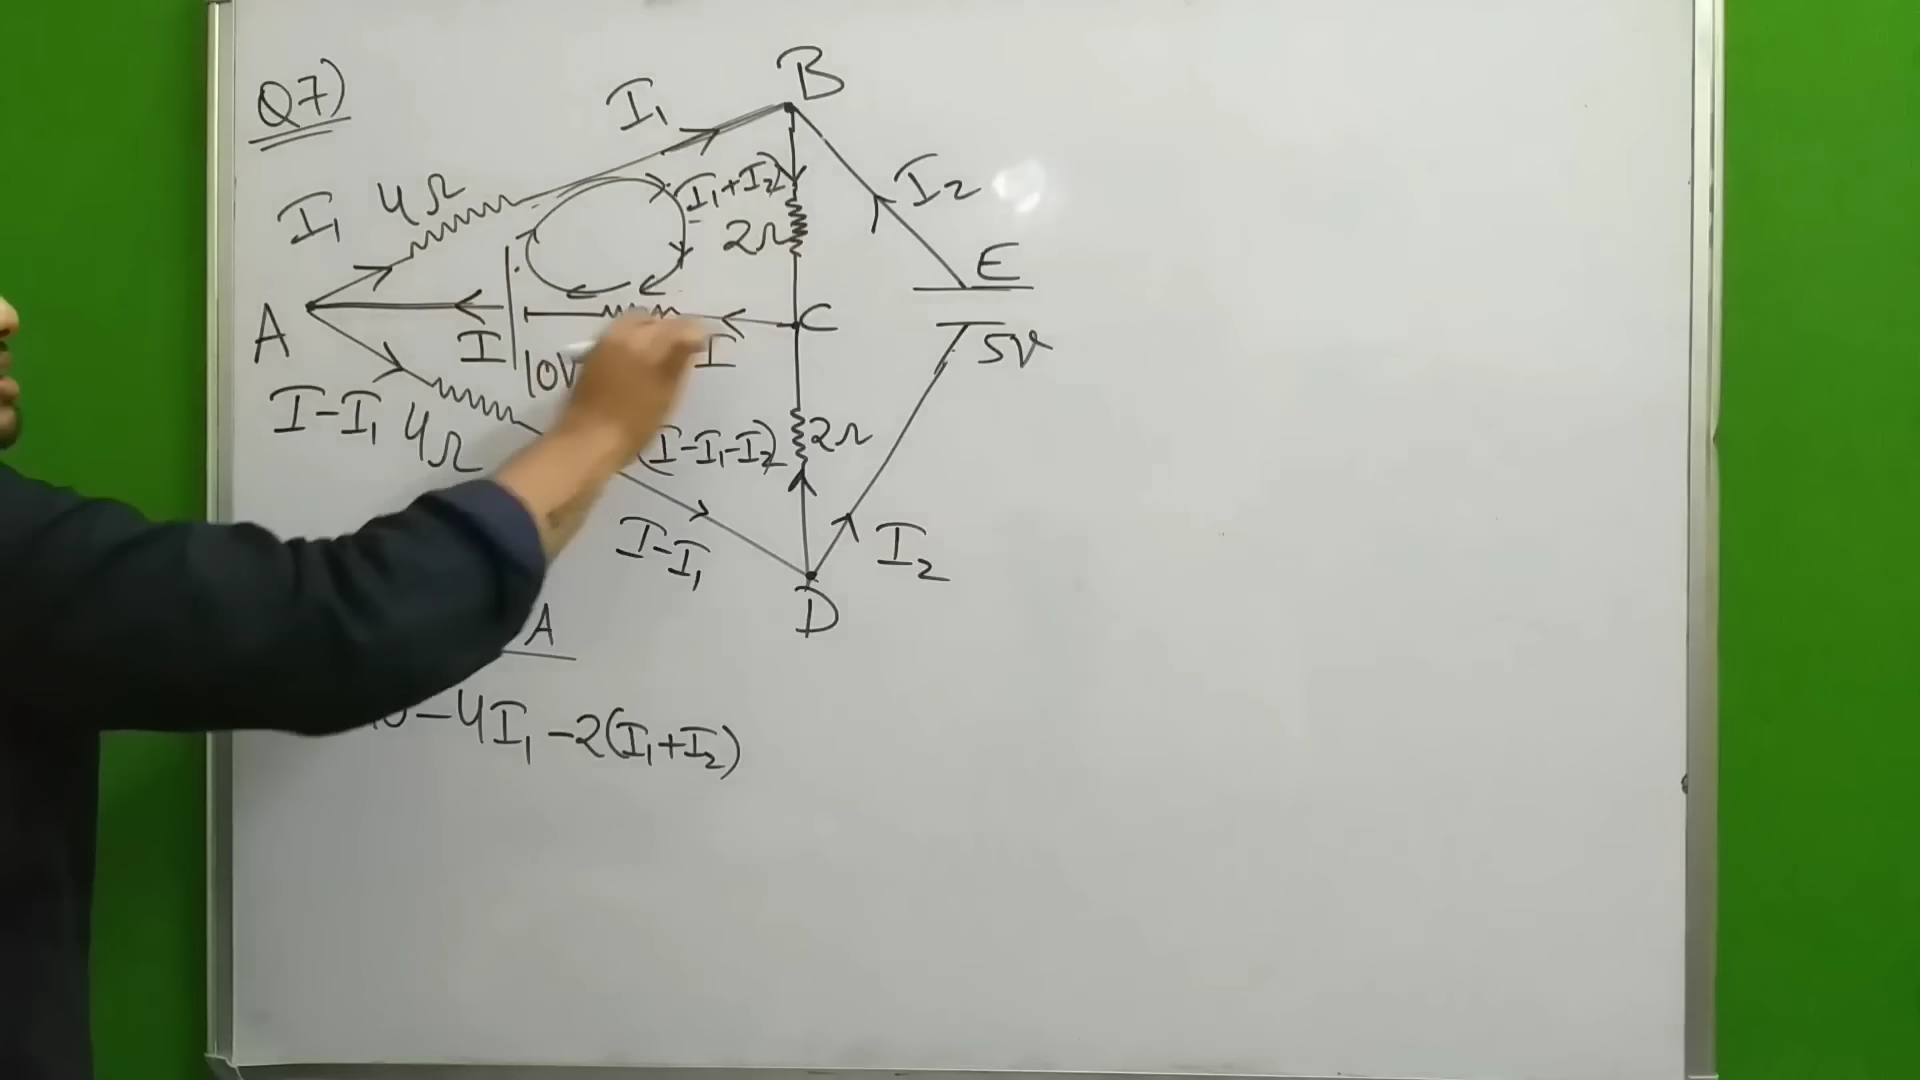 Q7)
B
I₁
I₁ 4Ω
(I₁+I₂)
2Ω
I₂
E
A
I
10V
I
C
5V
I-I₁
4Ω
(I-I₁-I₂)
2Ω
I-I₁
I₂
D
A
-4I₁-2(I₁+I₂)